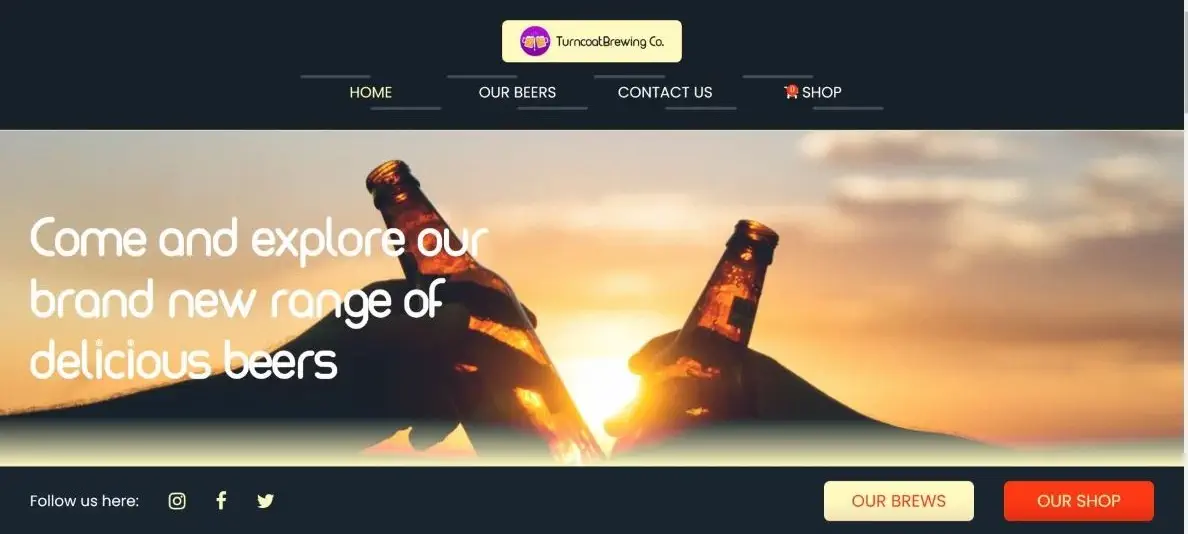 TurncoatBrewing Co.
HOME OUR BEERS CONTACT US 0 SHOP
Come and explore our
brand new range of
delicious beers
Follow us here: OUR BREWS OUR SHOP